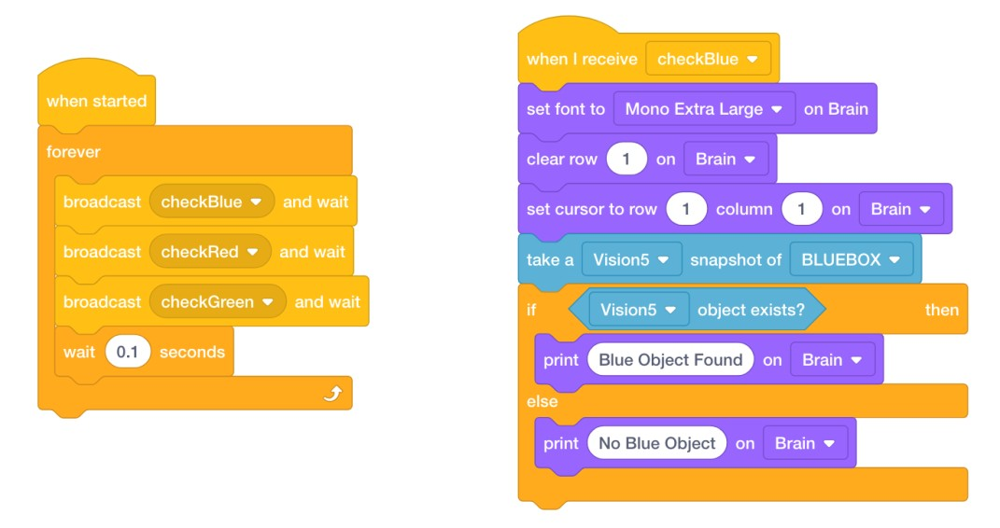 when started
forever
broadcast checkBlue and wait
broadcast checkRed and wait
broadcast checkGreen and wait
wait 0.1 seconds
when I receive checkBlue
set font to Mono Extra Large on Brain
clear row 1 on Brain
set cursor to row 1 column 1 on Brain
take a Vision5 snapshot of BLUEBOX
if Vision5 object exists? then
print Blue Object Found on Brain
else
print No Blue Object on Brain